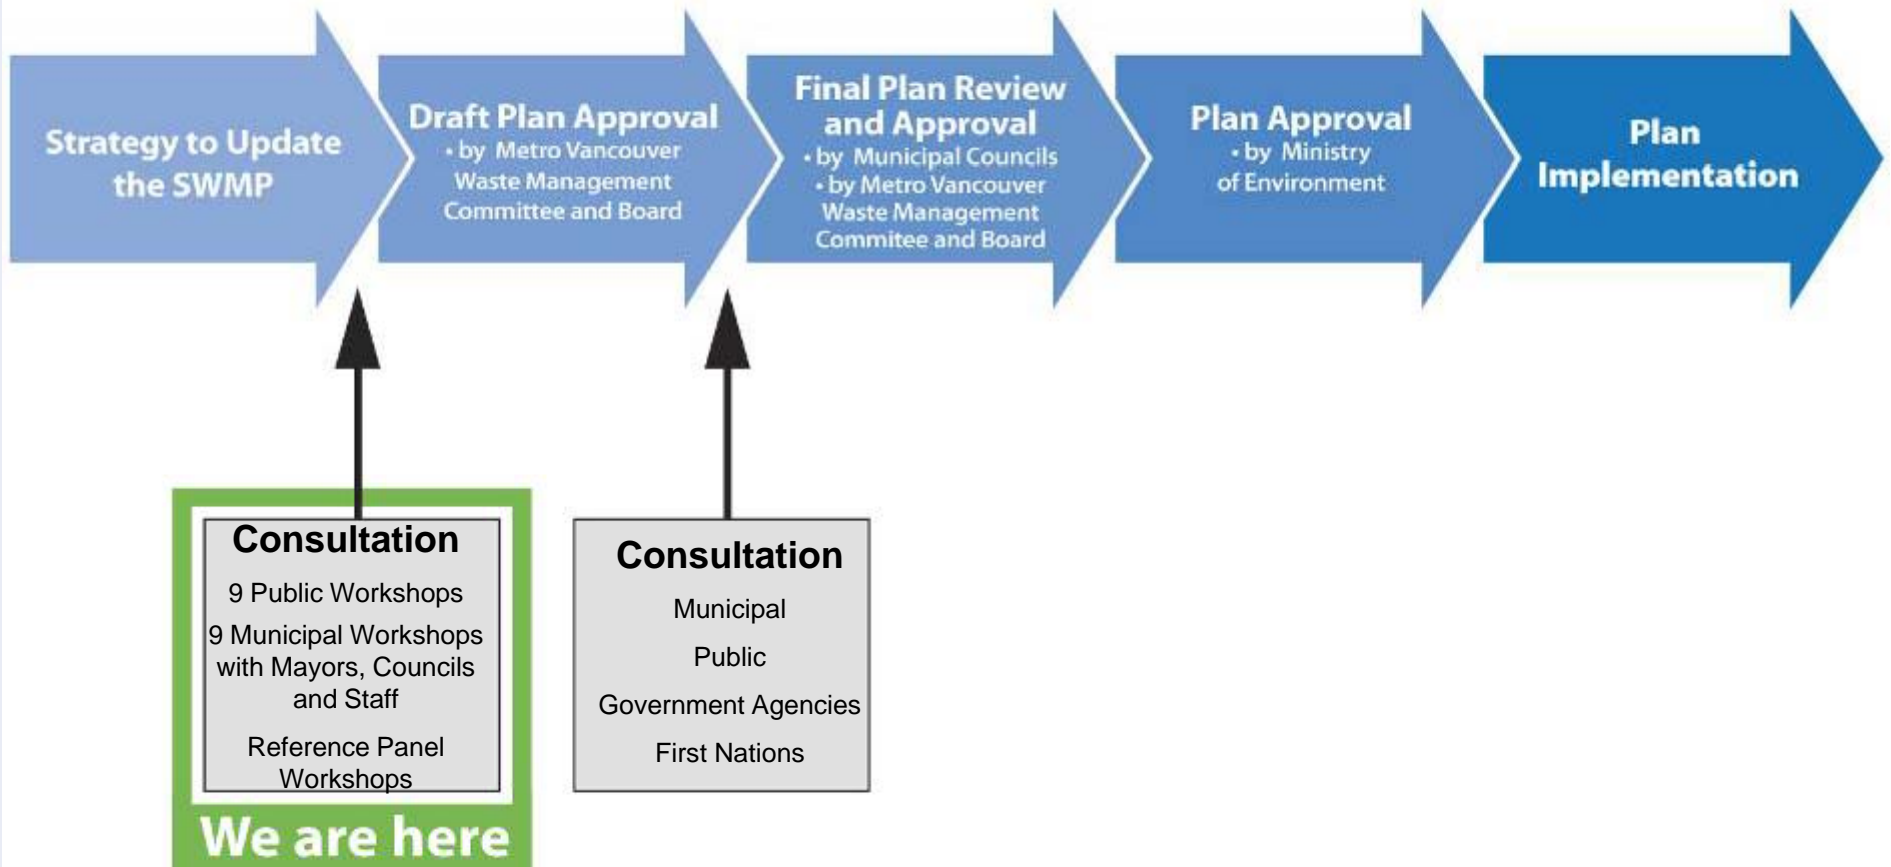 Strategy to Update
the SWMP
Draft Plan Approval
• by Metro Vancouver
Waste Management
Committee and Board
Final Plan Review
and Approval
• by Municipal Councils
• by Metro Vancouver
Waste Management
Commitee and Board
Plan Approval
• by Ministry
of Environment
Plan
Implementation
Consultation
9 Public Workshops
9 Municipal Workshops
with Mayors, Councils
and Staff
Reference Panel
Workshops
We are here
Consultation
Municipal
Public
Government Agencies
First Nations